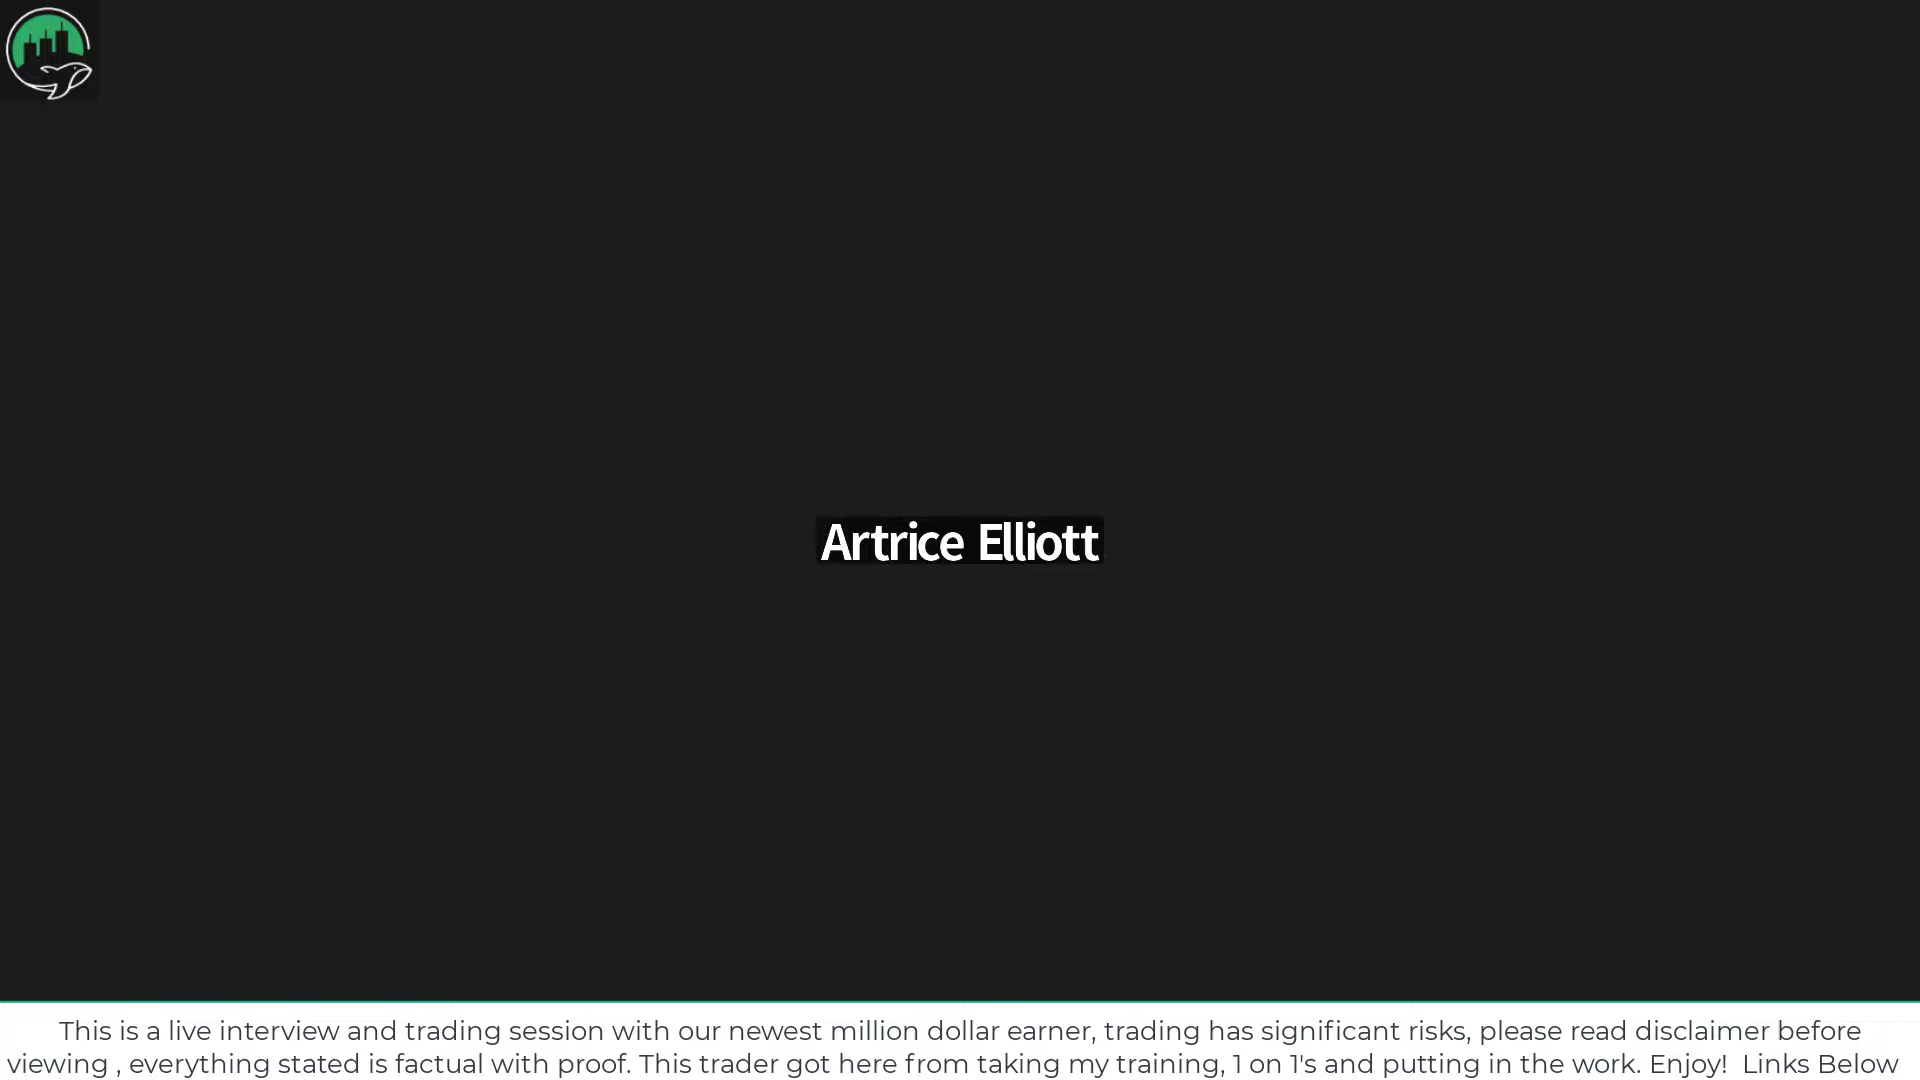 Artrice Elliott
This is a live interview and trading session with our newest million dollar earner, trading has significant risks, please read disclaimer before
viewing , everything stated is factual with proof. This trader got here from taking my training, 1 on 1's and putting in the work. Enjoy!  Links Below